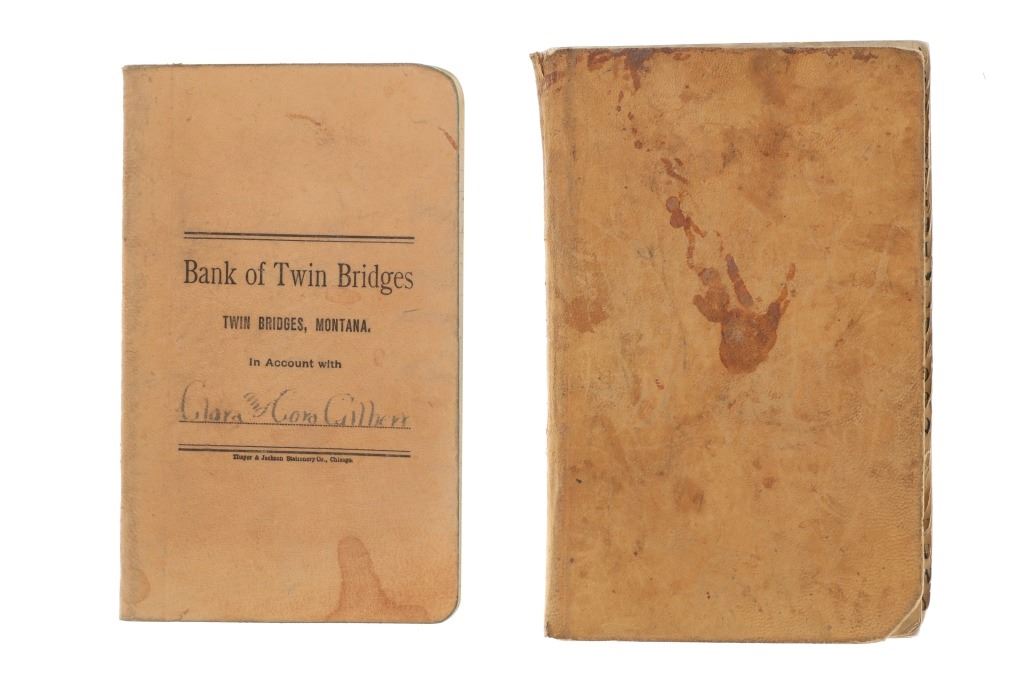 Bank of Twin Bridges
TWIN BRIDGES, MONTANA.
In Account with
Clara and Cora Gilbert
Thayer & Jackson Stationery Co., Chicago.